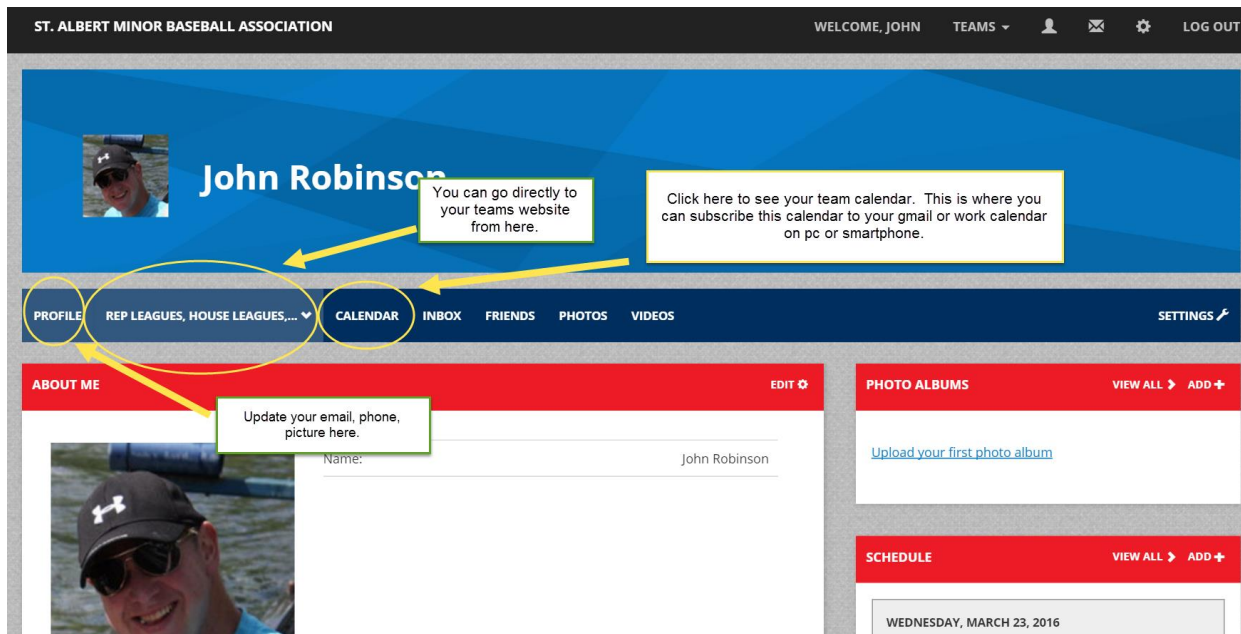 ST. ALBERT MINOR BASEBALL ASSOCIATION WELCOME, JOHN TEAMS LOG OUT
John Robinson
You can go directly to
your teams website
from here.
Click here to see your team calendar. This is where you
can subscribe this calendar to your gmail or work calendar
on pc or smartphone.
PROFILE REP LEAGUES, HOUSE LEAGUES,... CALENDAR INBOX FRIENDS PHOTOS VIDEOS SETTINGS
ABOUT ME EDIT
Update your email, phone,
picture here.
Name: John Robinson
PHOTO ALBUMS VIEW ALL ADD
Upload your first photo album
SCHEDULE VIEW ALL ADD
WEDNESDAY, MARCH 23, 2016